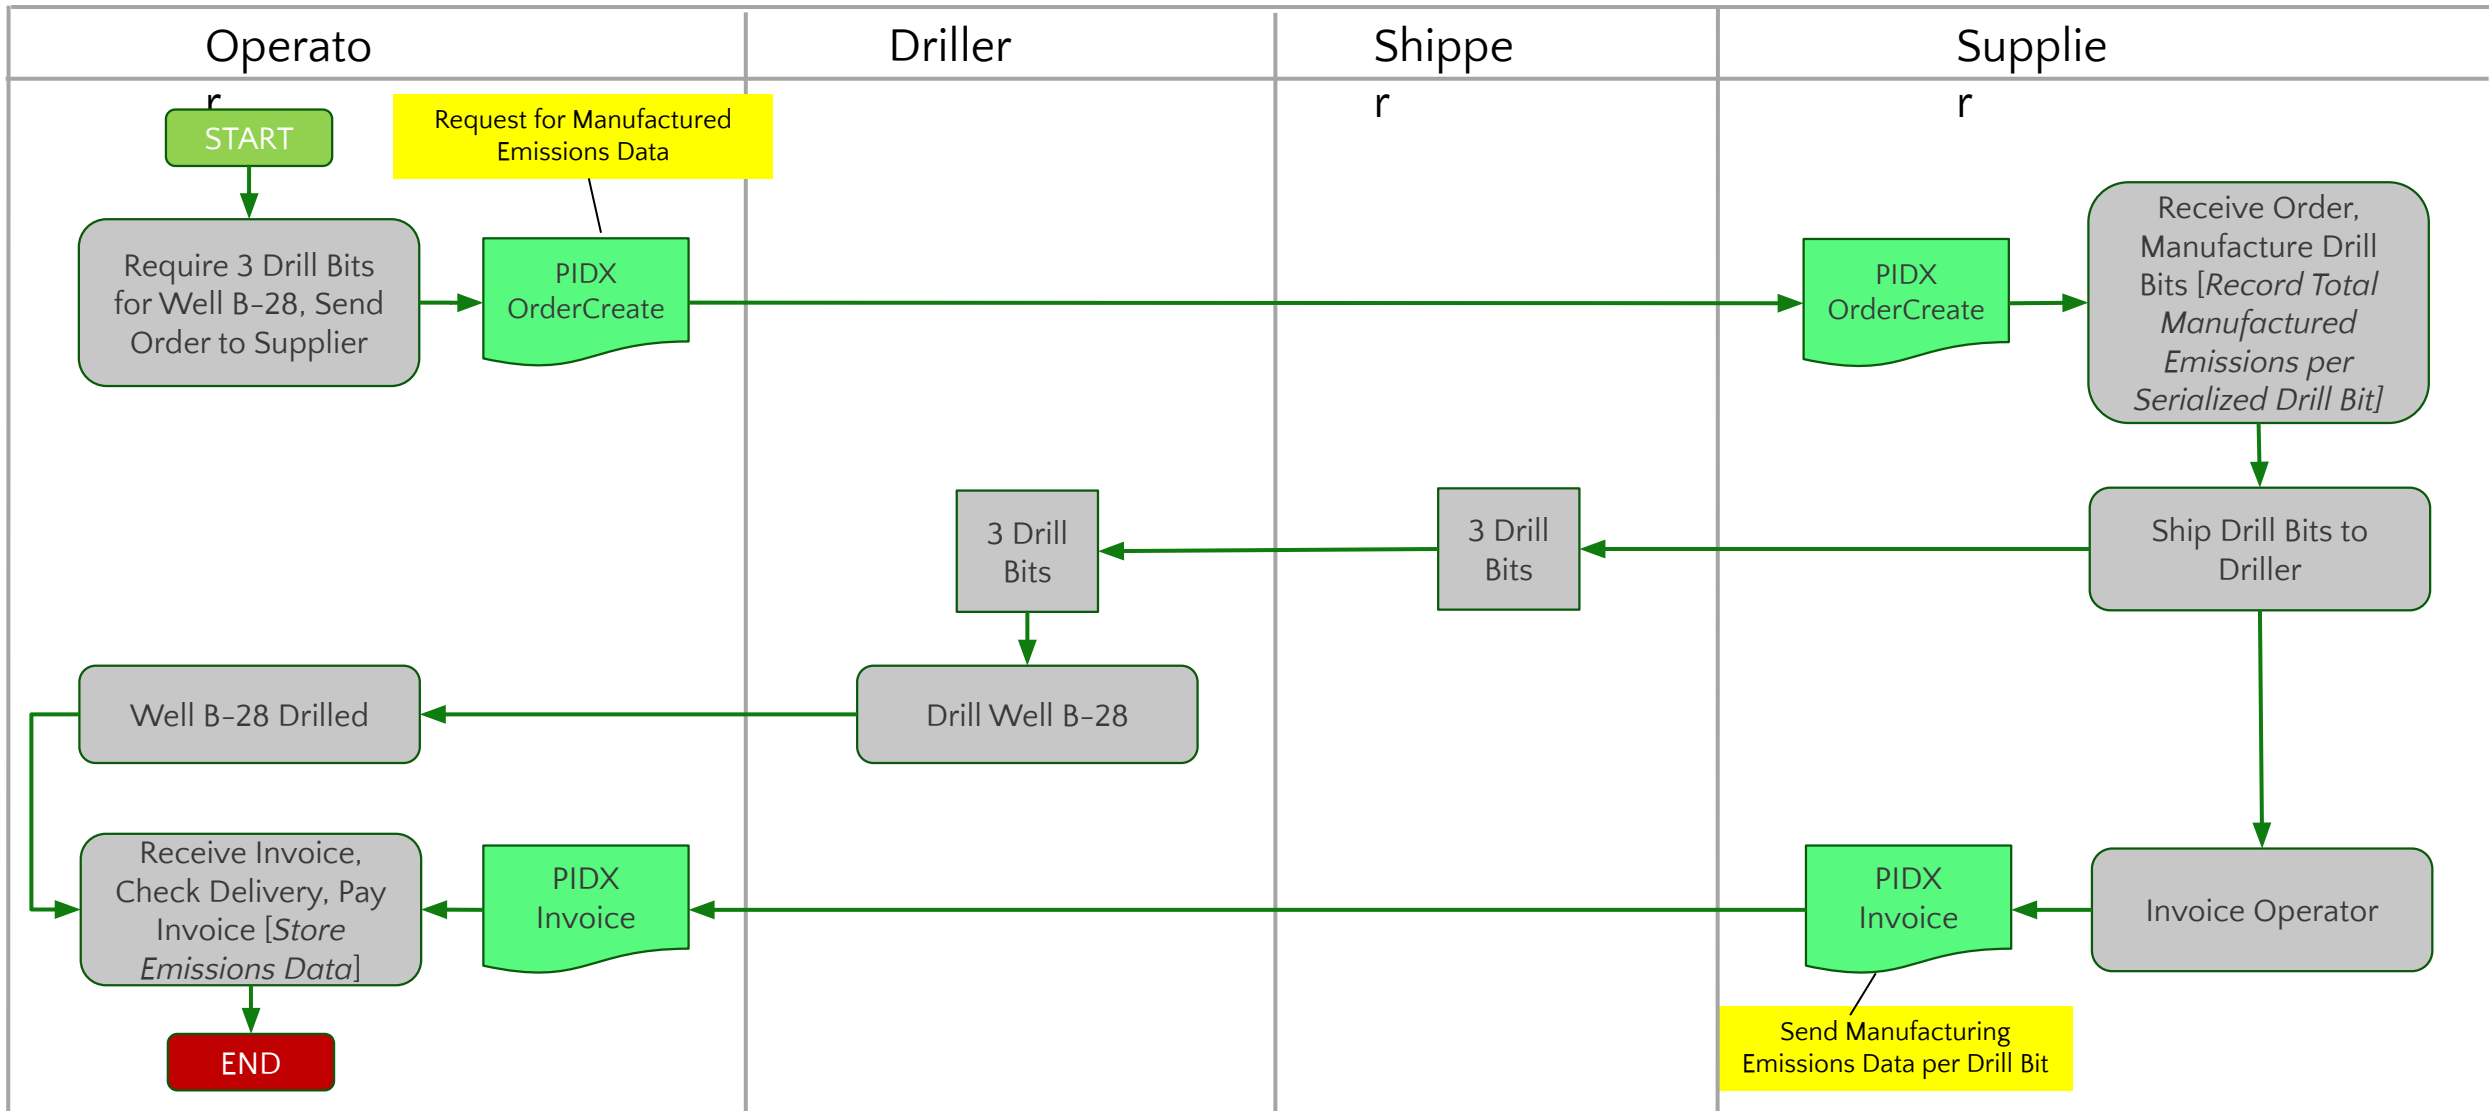 Operato
r
Driller
Shippe
r
Supplie
r
START
Request for Manufactured
Emissions Data
Require 3 Drill Bits
for Well B-28, Send
Order to Supplier
PIDX
OrderCreate
PIDX
OrderCreate
Receive Order,
Manufacture Drill
Bits [Record Total
Manufactured
Emissions per
Serialized Drill Bit]
3 Drill
Bits
3 Drill
Bits
Ship Drill Bits to
Driller
Well B-28 Drilled
Drill Well B-28
Receive Invoice,
Check Delivery, Pay
Invoice [Store
Emissions Data]
PIDX
Invoice
PIDX
Invoice
Invoice Operator
END
Send Manufacturing
Emissions Data per Drill Bit